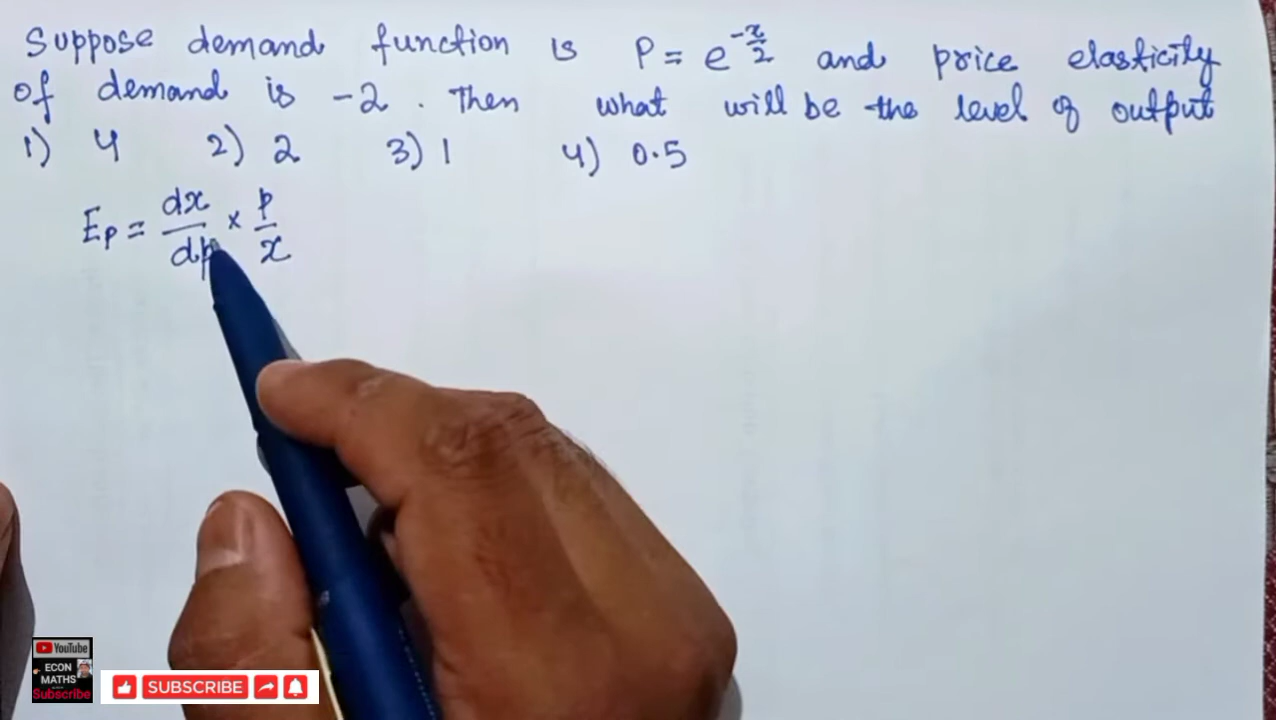 Suppose demand function is P = e^{-x/2} and price elasticity
of demand is -2 . Then what will be the level of output
1) 4 2) 2 3) 1 4) 0.5
Ep = dx/dp × p/x
YouTube
ECON
MATHS
Subscribe
SUBSCRIBE